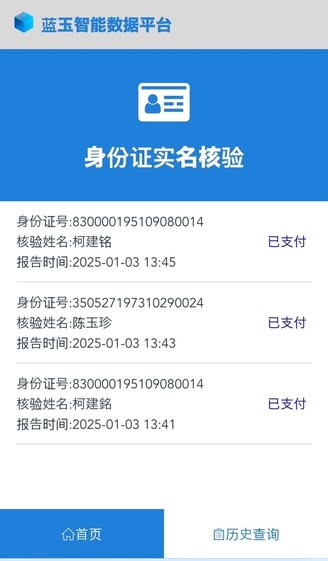 蓝玉智能数据平台
身份证实名核验
身份证号:830000195109080014
核验姓名:柯建铭
已支付
报告时间:2025-01-03 13:45
身份证号:350527197310290024
核验姓名:陈玉珍
已支付
报告时间:2025-01-03 13:43
身份证号:830000195109080014
核验姓名:柯建銘
已支付
报告时间:2025-01-03 13:41
首页
历史查询